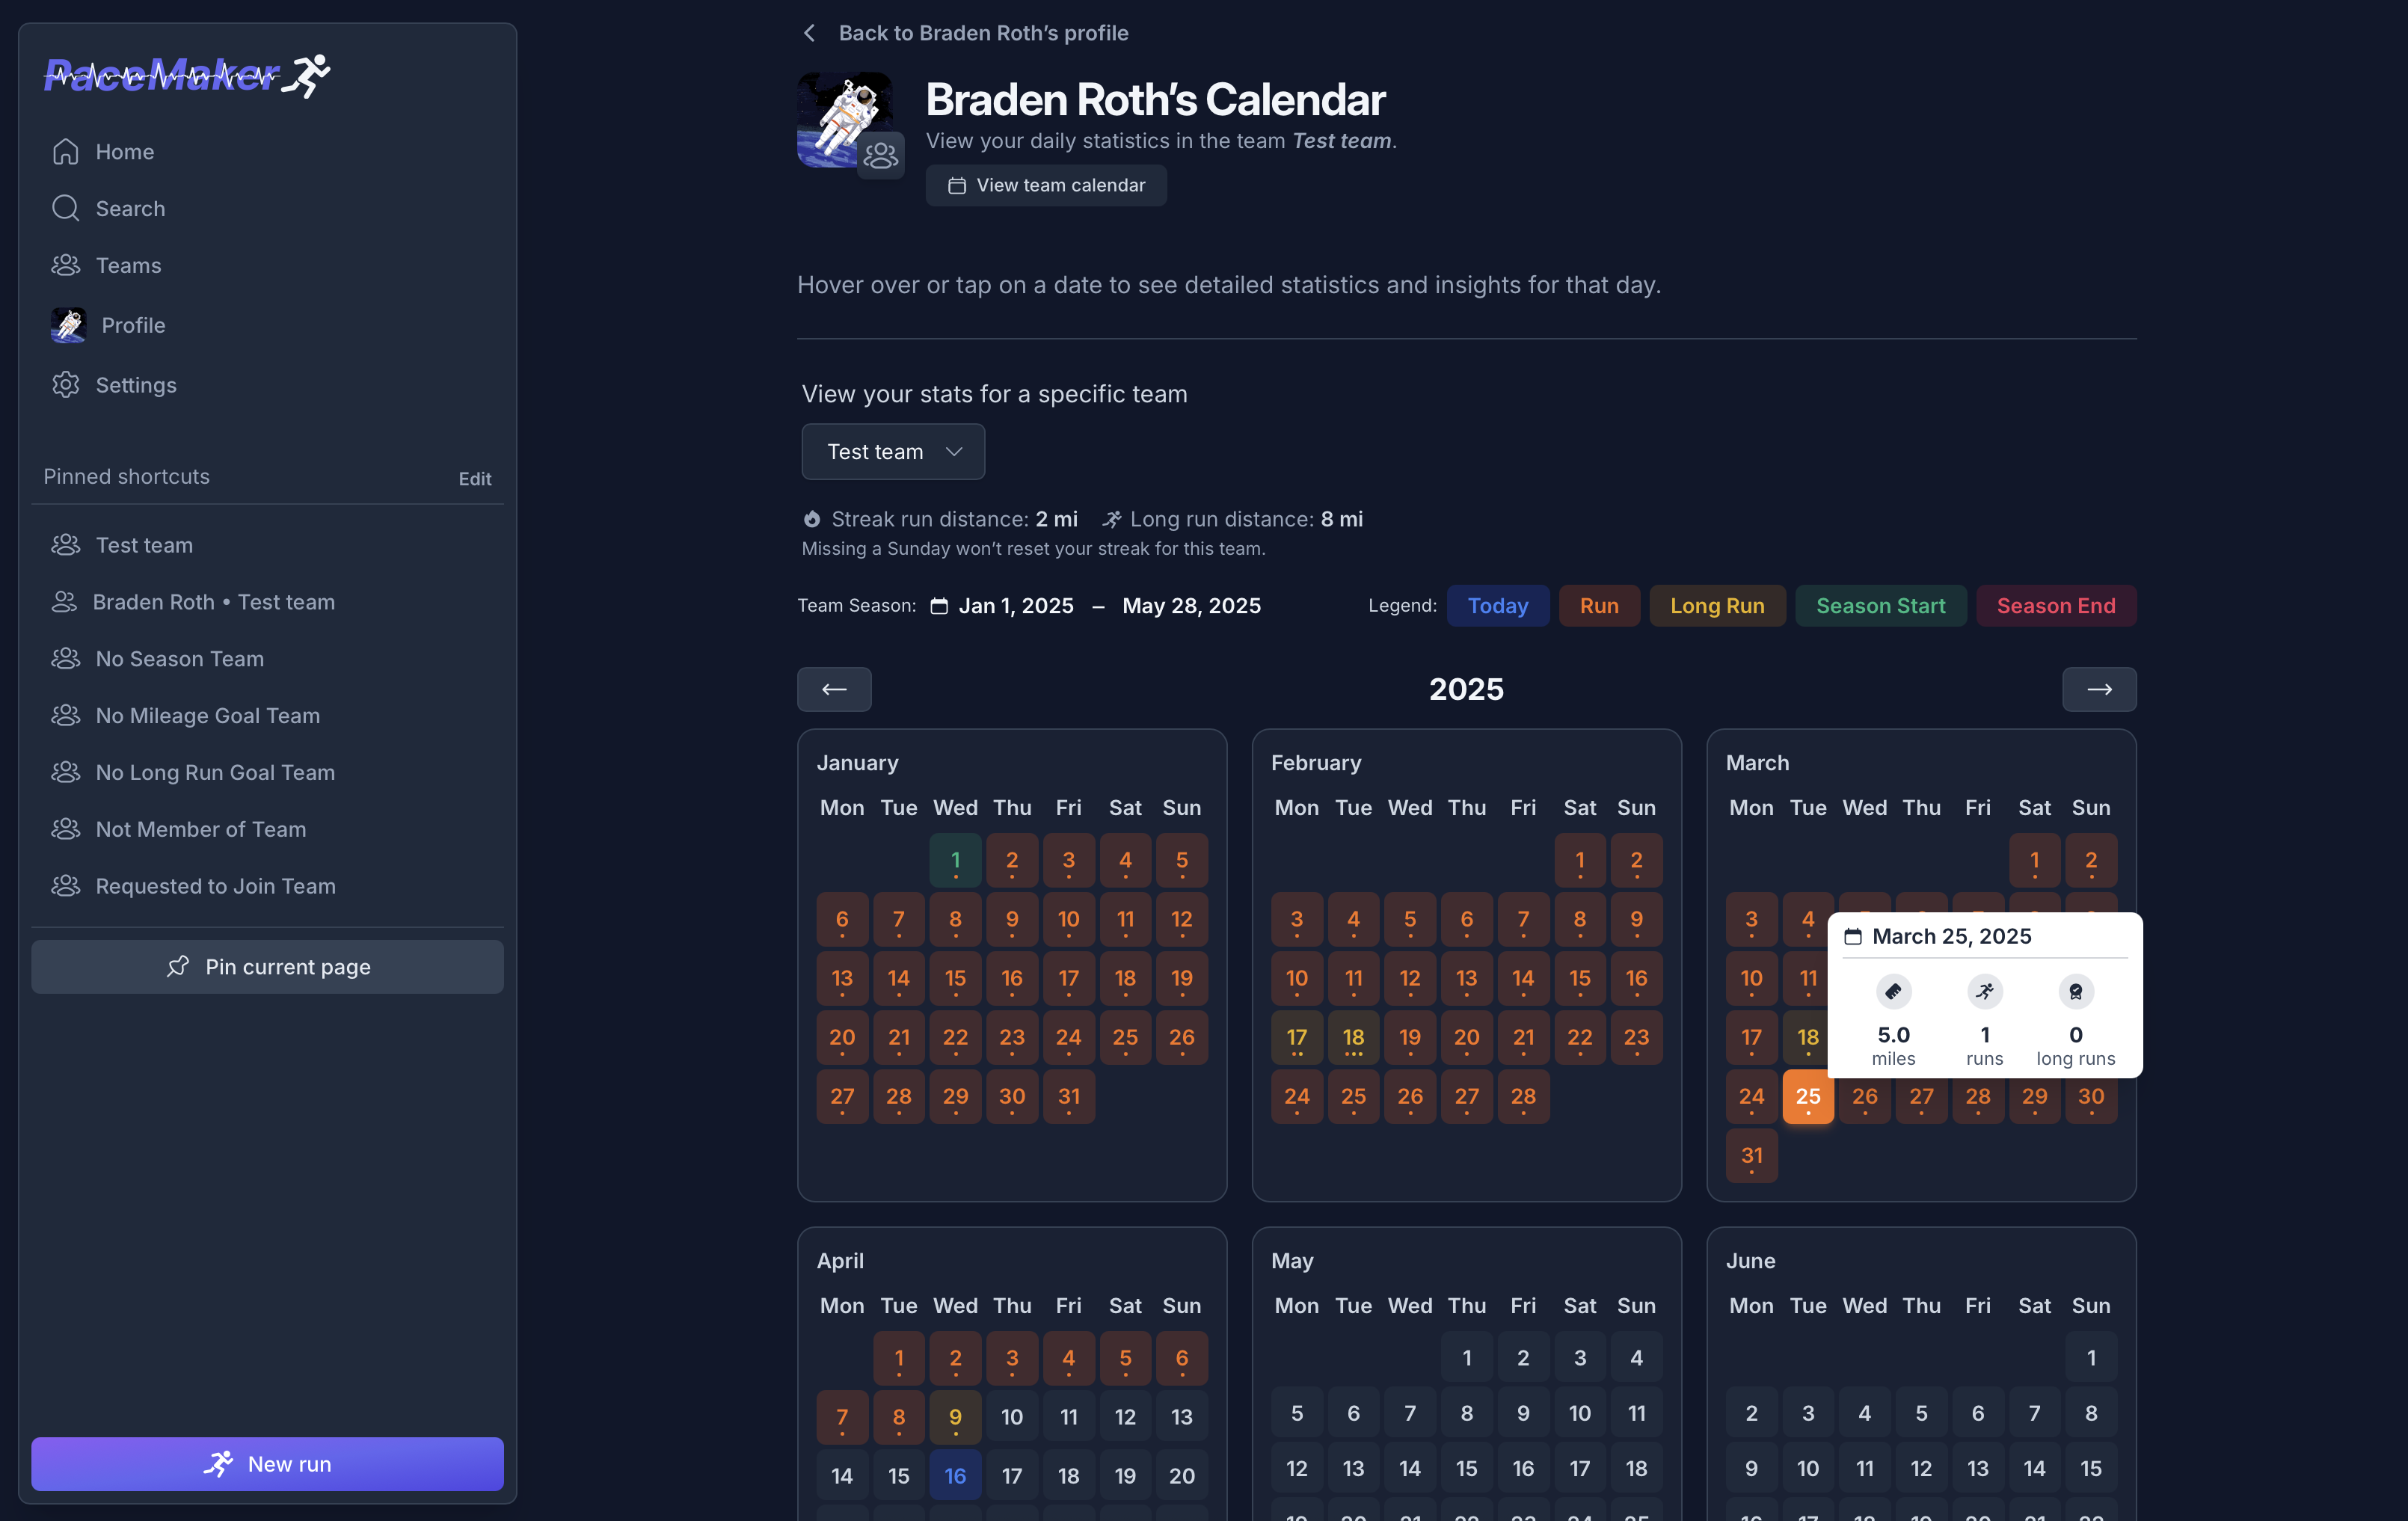 PaceMaker
Home
Search
Teams
Profile
Settings
Pinned shortcuts Edit
Test team
Braden Roth • Test team
No Season Team
No Mileage Goal Team
No Long Run Goal Team
Not Member of Team
Requested to Join Team
Pin current page
New run
Back to Braden Roth’s profile
Braden Roth’s Calendar
View your daily statistics in the team Test team.
View team calendar
Hover over or tap on a date to see detailed statistics and insights for that day.
View your stats for a specific team
Test team
Streak run distance: 2 mi Long run distance: 8 mi
Missing a Sunday won’t reset your streak for this team.
Team Season: Jan 1, 2025 – May 28, 2025
Legend: Today Run Long Run Season Start Season End
2025
January
Mon Tue Wed Thu Fri Sat Sun
1 2 3 4 5
6 7 8 9 10 11 12
13 14 15 16 17 18 19
20 21 22 23 24 25 26
27 28 29 30 31
February
Mon Tue Wed Thu Fri Sat Sun
1 2
3 4 5 6 7 8 9
10 11 12 13 14 15 16
17 18 19 20 21 22 23
24 25 26 27 28
March
Mon Tue Wed Thu Fri Sat Sun
1 2
3 4
10 11
17 18
24 25 26 27 28 29 30
31
March 25, 2025
5.0 1 0
miles runs long runs
April
Mon Tue Wed Thu Fri Sat Sun
1 2 3 4 5 6
7 8 9 10 11 12 13
14 15 16 17 18 19 20
May
Mon Tue Wed Thu Fri Sat Sun
1 2 3 4
5 6 7 8 9 10 11
12 13 14 15 16 17 18
June
Mon Tue Wed Thu Fri Sat Sun
1
2 3 4 5 6 7 8
9 10 11 12 13 14 15